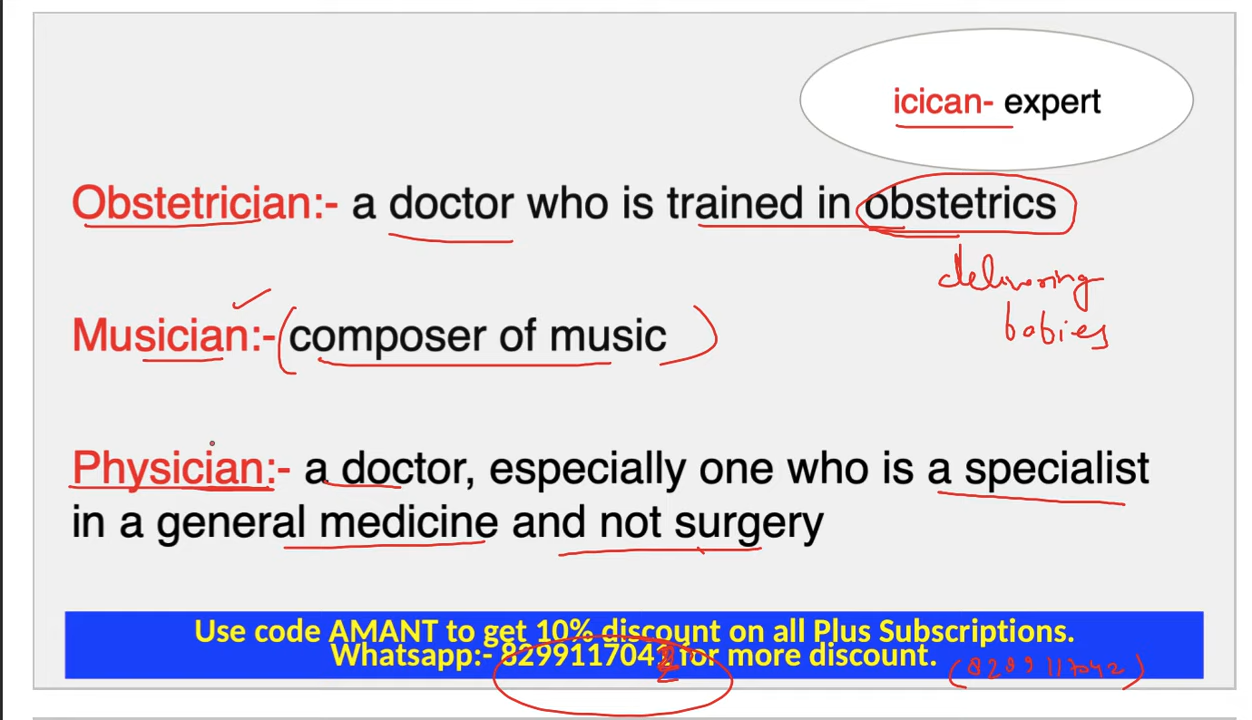 icican- expert
Obstetrician:- a doctor who is trained in obstetrics
delivering
babies
Musician:- (composer of music)
Physician:- a doctor, especially one who is a specialist
in a general medicine and not surgery
Use code AMANT to get 10% discount on all Plus Subscriptions.
Whatsapp:- 8299117042 for more discount.
(8299117042)